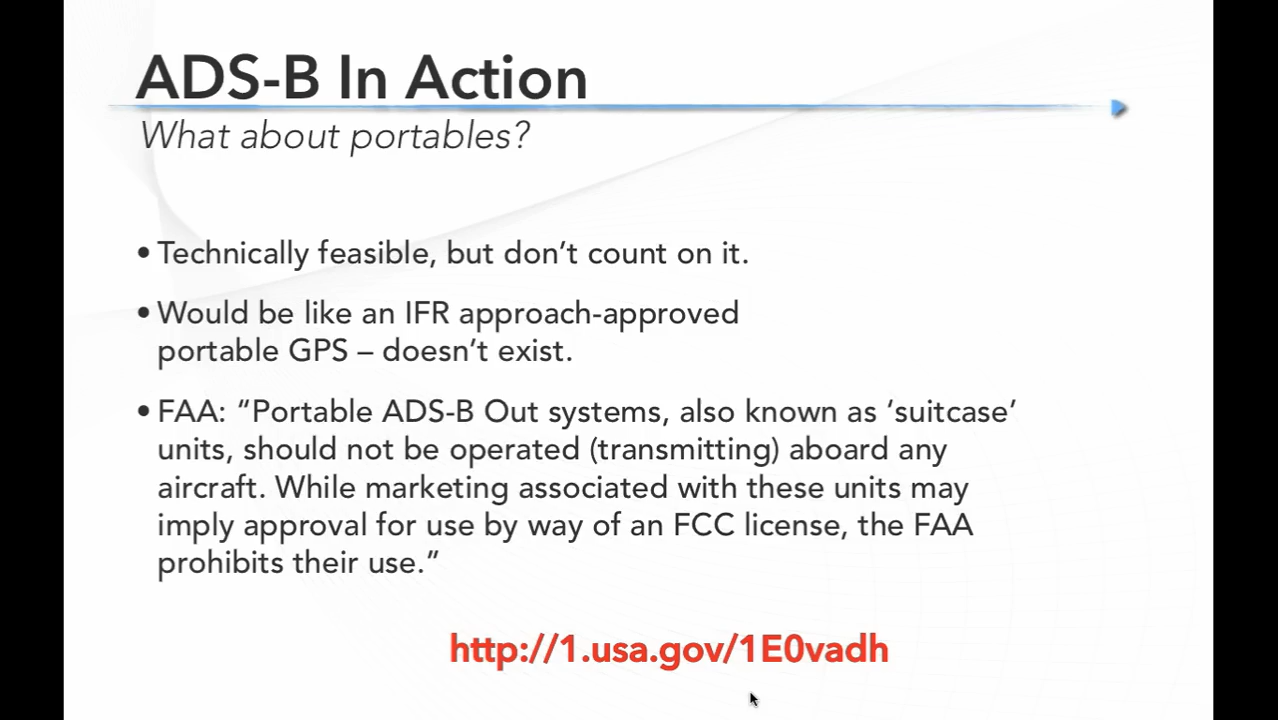 ADS-B In Action
What about portables?
•Technically feasible, but don’t count on it.
•Would be like an IFR approach-approved
portable GPS – doesn’t exist.
•FAA: “Portable ADS-B Out systems, also known as ‘suitcase’
units, should not be operated (transmitting) aboard any
aircraft. While marketing associated with these units may
imply approval for use by way of an FCC license, the FAA
prohibits their use.”
http://1.usa.gov/1E0vadh